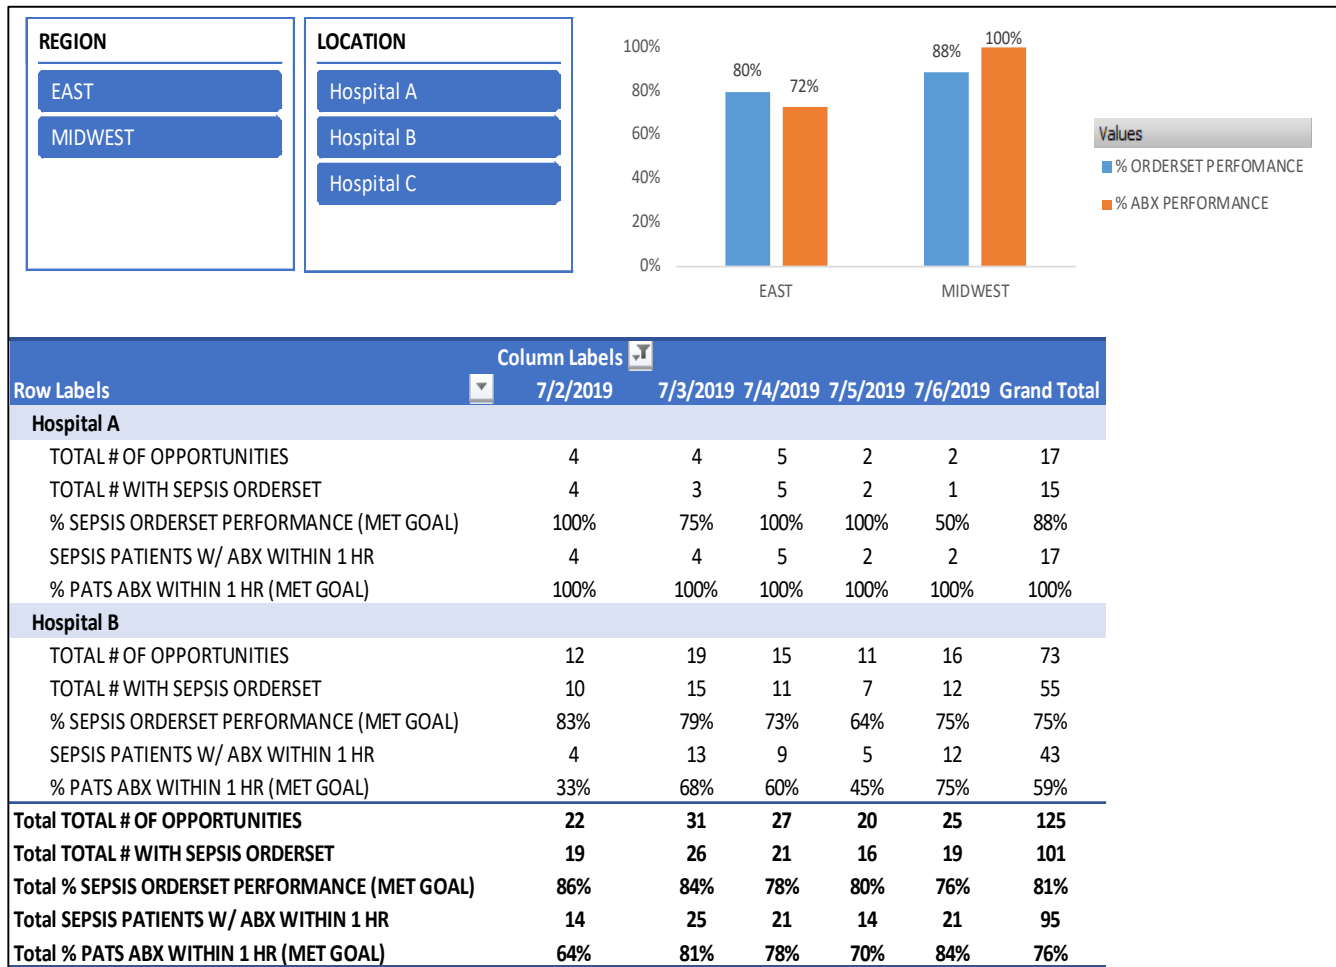 REGION
EAST
MIDWEST
LOCATION
Hospital A
Hospital B
Hospital C
100%
80%
60%
40%
20%
0%
80%
72%
88%
100%
EAST MIDWEST
Values
% ORDERSET PERFOMANCE
% ABX PERFORMANCE
Column Labels
Row Labels 7/2/2019 7/3/2019 7/4/2019 7/5/2019 7/6/2019 Grand Total
Hospital A
TOTAL # OF OPPORTUNITIES 4 4 5 2 2 17
TOTAL # WITH SEPSIS ORDERSET 4 3 5 2 1 15
% SEPSIS ORDERSET PERFORMANCE (MET GOAL) 100% 75% 100% 100% 50% 88%
SEPSIS PATIENTS W/ ABX WITHIN 1 HR 4 4 5 2 2 17
% PATS ABX WITHIN 1 HR (MET GOAL) 100% 100% 100% 100% 100% 100%
Hospital B
TOTAL # OF OPPORTUNITIES 12 19 15 11 16 73
TOTAL # WITH SEPSIS ORDERSET 10 15 11 7 12 55
% SEPSIS ORDERSET PERFORMANCE (MET GOAL) 83% 79% 73% 64% 75% 75%
SEPSIS PATIENTS W/ ABX WITHIN 1 HR 4 13 9 5 12 43
% PATS ABX WITHIN 1 HR (MET GOAL) 33% 68% 60% 45% 75% 59%
Total TOTAL # OF OPPORTUNITIES 22 31 27 20 25 125
Total TOTAL # WITH SEPSIS ORDERSET 19 26 21 16 19 101
Total % SEPSIS ORDERSET PERFORMANCE (MET GOAL) 86% 84% 78% 80% 76% 81%
Total SEPSIS PATIENTS W/ ABX WITHIN 1 HR 14 25 21 14 21 95
Total % PATS ABX WITHIN 1 HR (MET GOAL) 64% 81% 78% 70% 84% 76%